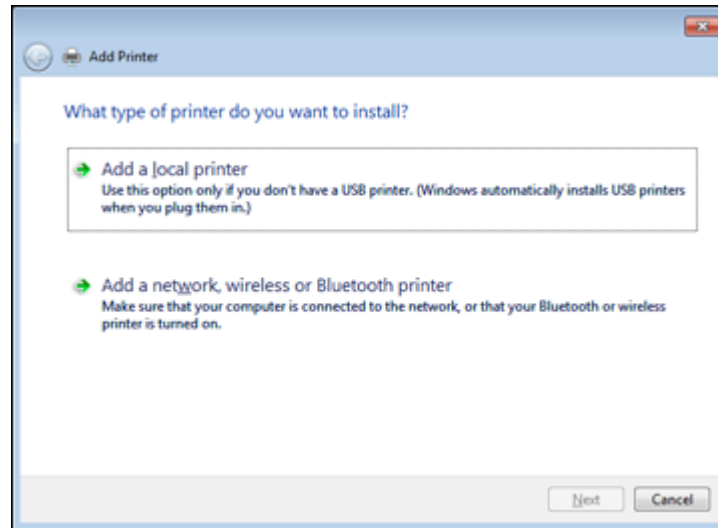 Add Printer
What type of printer do you want to install?
Add a local printer
Use this option only if you don't have a USB printer. (Windows automatically installs USB printers
when you plug them in.)
Add a network, wireless or Bluetooth printer
Make sure that your computer is connected to the network, or that your Bluetooth or wireless
printer is turned on.
Next Cancel